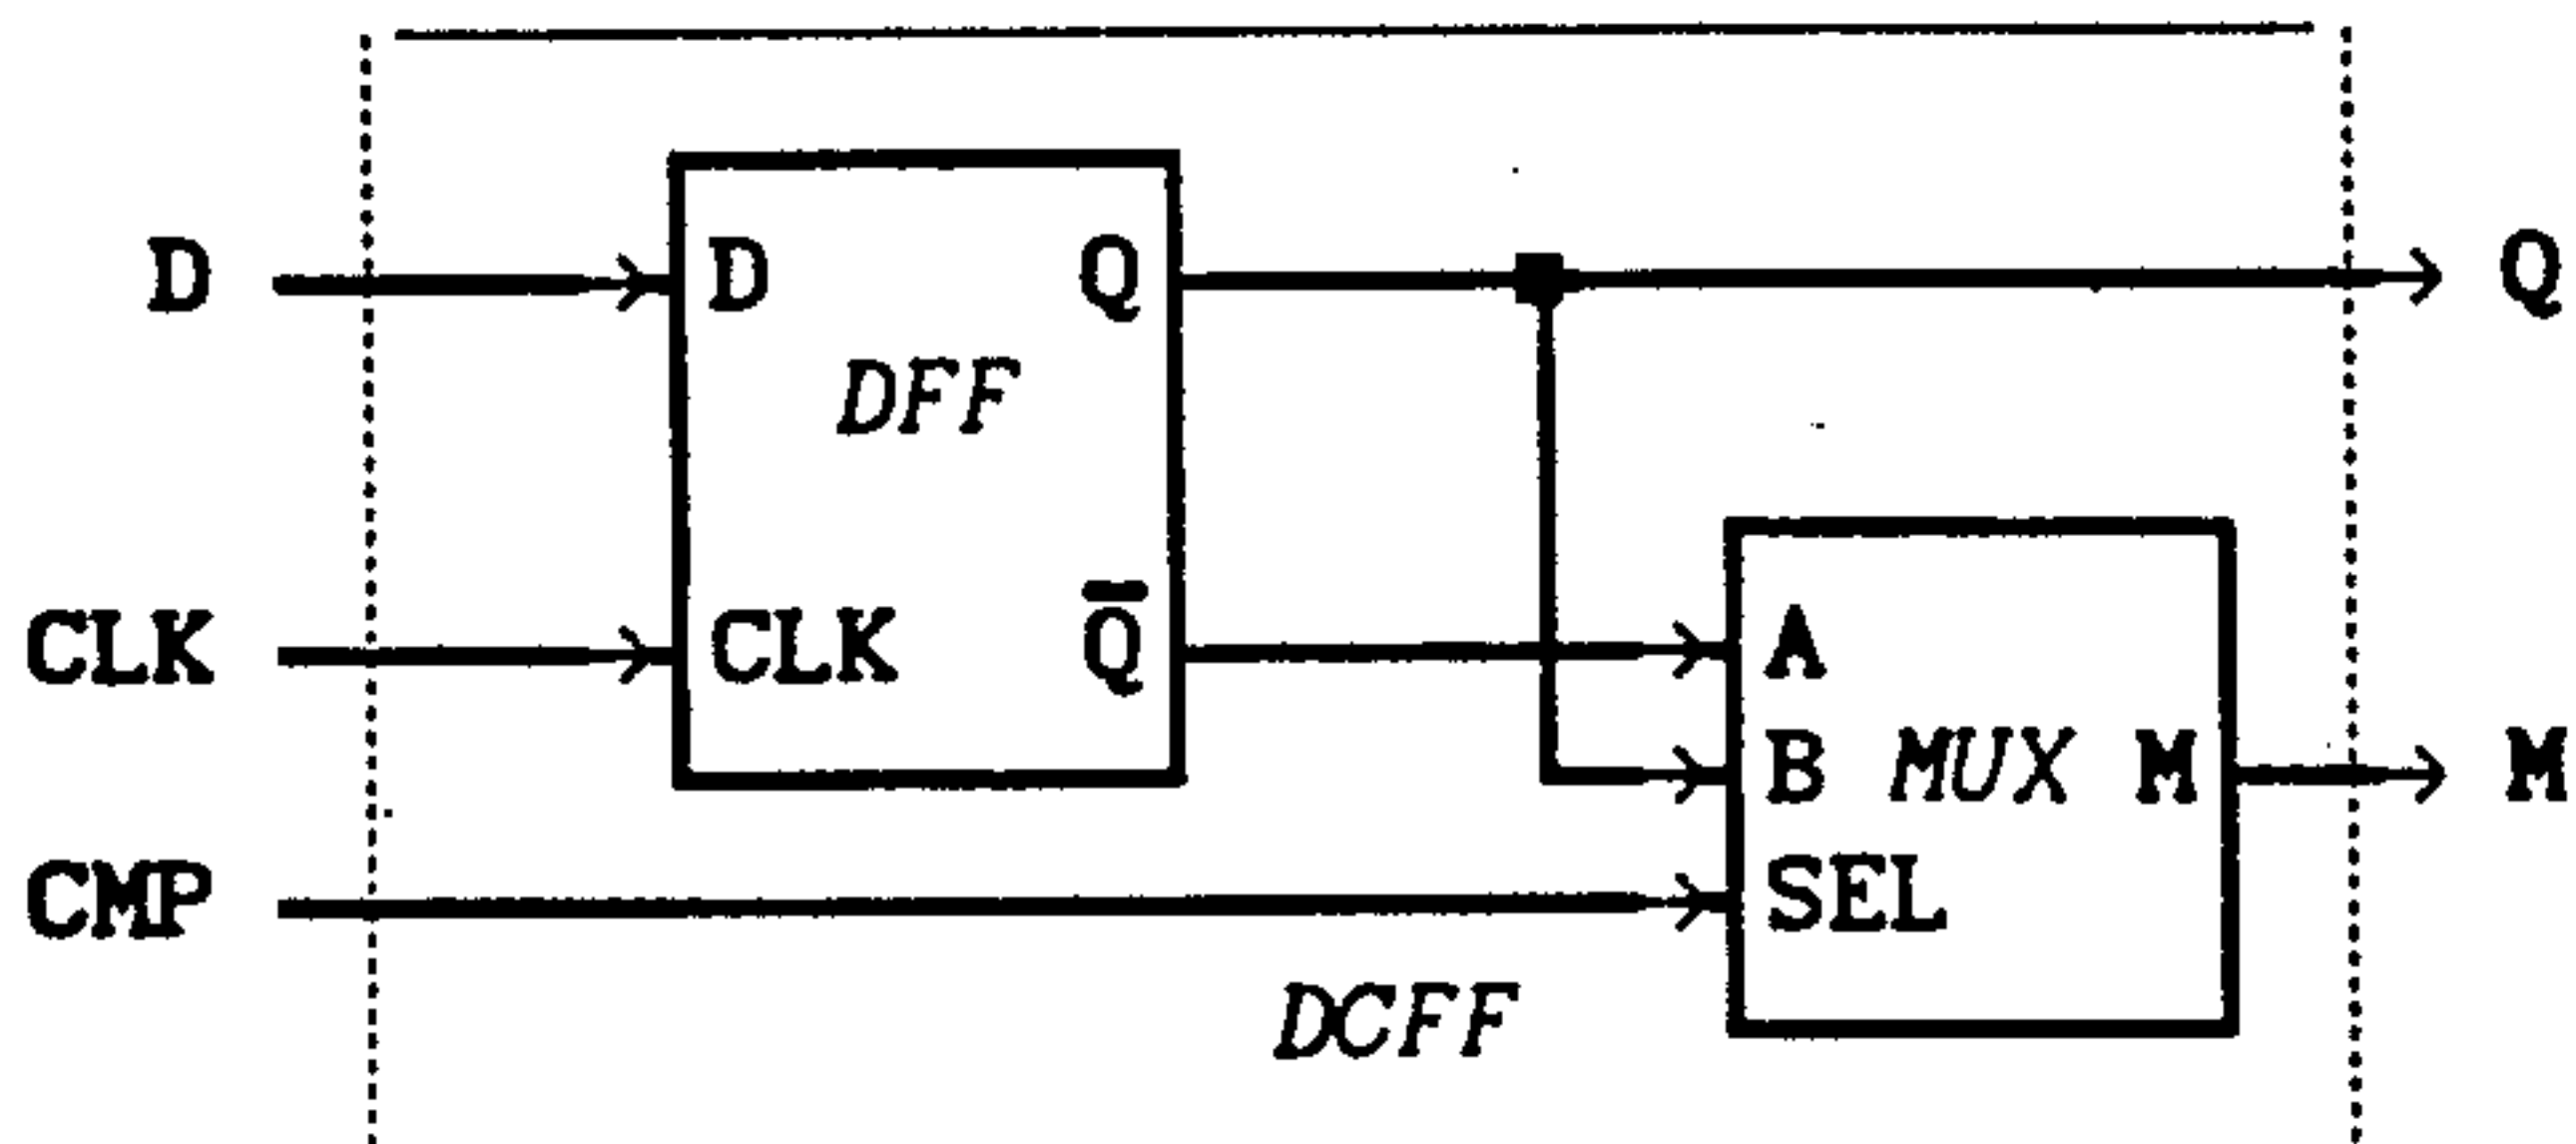 D D Q Q
DFF
CLK CLK Q̅ A
B MUX M M
CMP SEL
DCFF